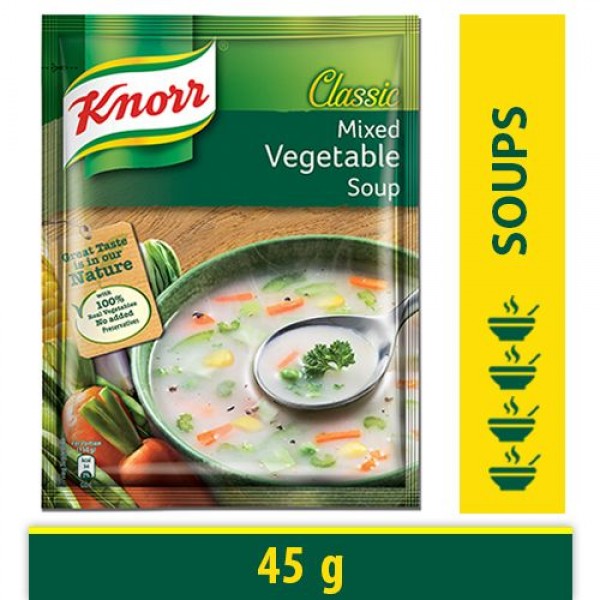 Knorr
®
Classic
Mixed
Vegetable
Soup
Great Taste
is in our
Nature
with
100%
Real Vegetables
No added
Preservatives
SOUPS
45 g